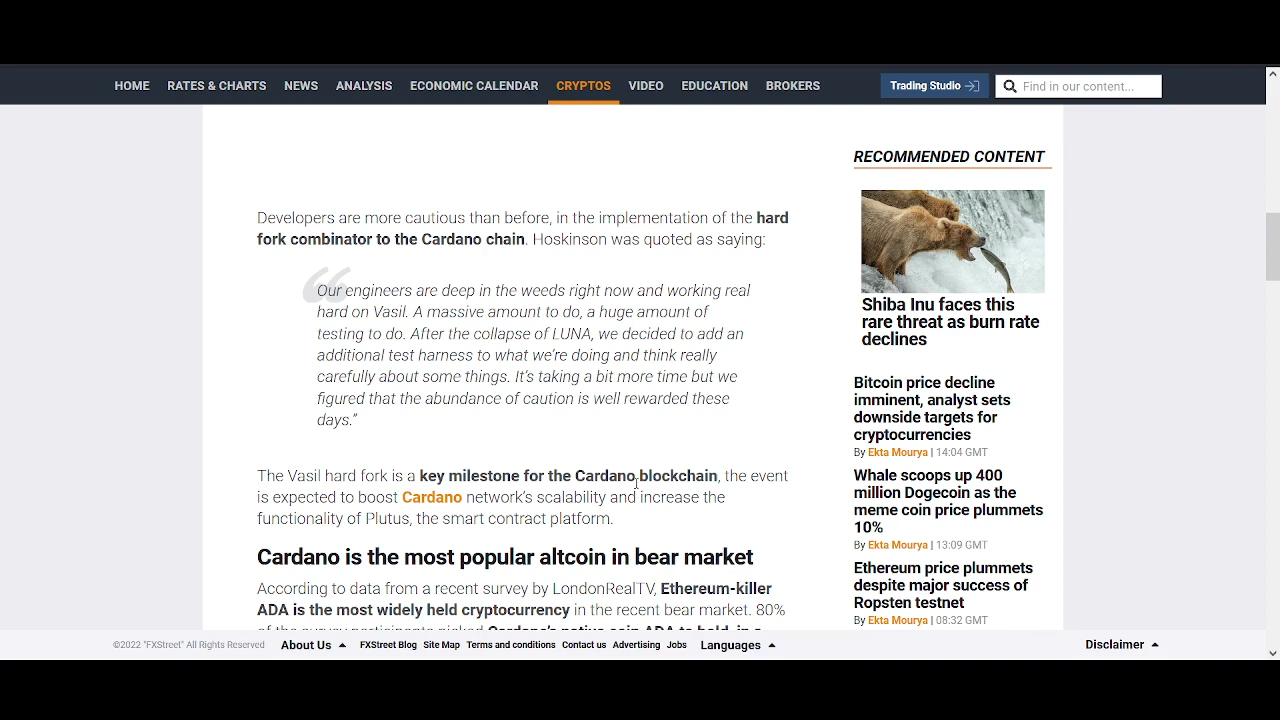 HOME RATES & CHARTS NEWS ANALYSIS ECONOMIC CALENDAR CRYPTOS VIDEO EDUCATION BROKERS Trading Studio Find in our content...
Developers are more cautious than before, in the implementation of the hard
fork combinator to the Cardano chain. Hoskinson was quoted as saying:
“
Our engineers are deep in the weeds right now and working real
hard on Vasil. A massive amount to do, a huge amount of
testing to do. After the collapse of LUNA, we decided to add an
additional test harness to what we're doing and think really
carefully about some things. It's taking a bit more time but we
figured that the abundance of caution is well rewarded these
days.”
The Vasil hard fork is a key milestone for the Cardano blockchain, the event
is expected to boost Cardano network's scalability and increase the
functionality of Plutus, the smart contract platform.
Cardano is the most popular altcoin in bear market
According to data from a recent survey by LondonRealTV, Ethereum-killer
ADA is the most widely held cryptocurrency in the recent bear market. 80%
of the survey participants picked Cardano's native coin ADA to hold, in a
RECOMMENDED CONTENT
Shiba Inu faces this
rare threat as burn rate
declines
Bitcoin price decline
imminent, analyst sets
downside targets for
cryptocurrencies
By Ekta Mourya | 14:04 GMT
Whale scoops up 400
million Dogecoin as the
meme coin price plummets
10%
By Ekta Mourya | 13:09 GMT
Ethereum price plummets
despite major success of
Ropsten testnet
By Ekta Mourya | 08:32 GMT
©2022 "FXStreet" All Rights Reserved About Us FXStreet Blog Site Map Terms and conditions Contact us Advertising Jobs Languages Disclaimer